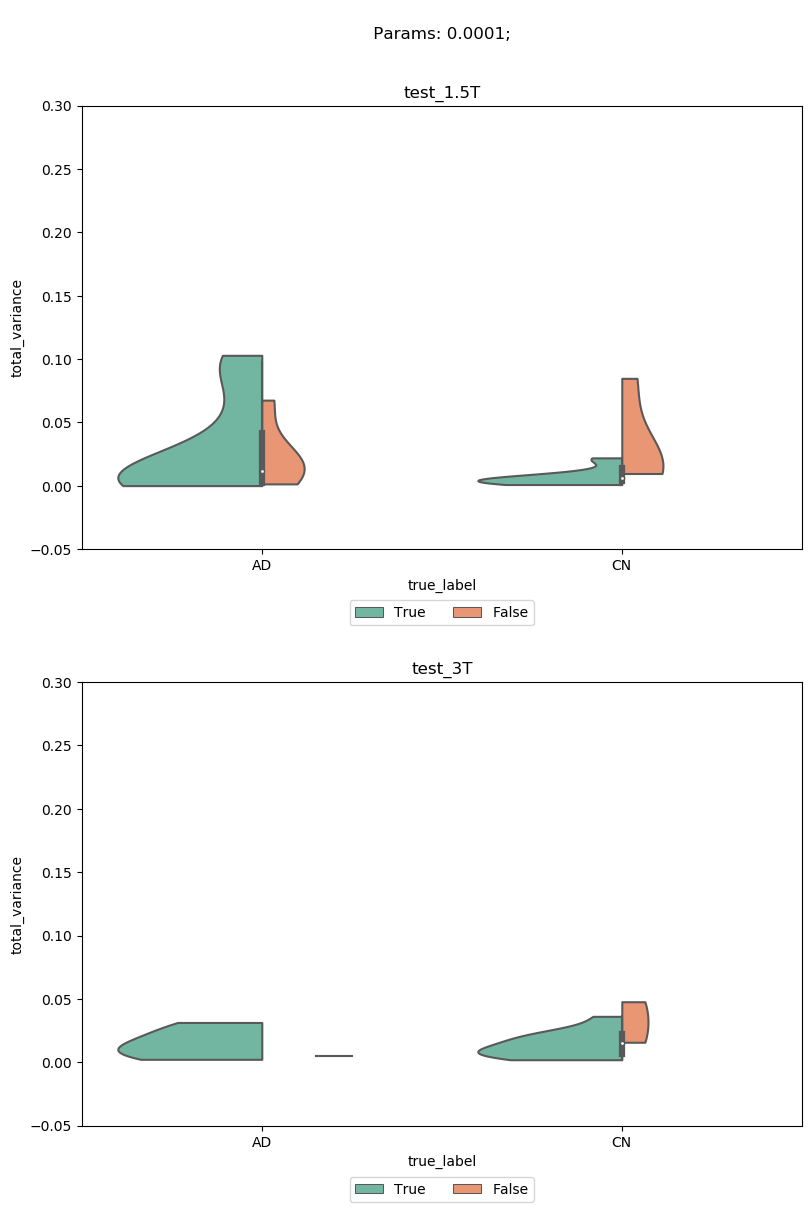 Params: 0.0001;
test_1.5T
0.30
0.25
0.20
0.15
0.10
0.05
0.00
−0.05
total_variance
AD CN
true_label
True False
test_3T
0.30
0.25
0.20
0.15
0.10
0.05
0.00
−0.05
total_variance
AD CN
true_label
True False